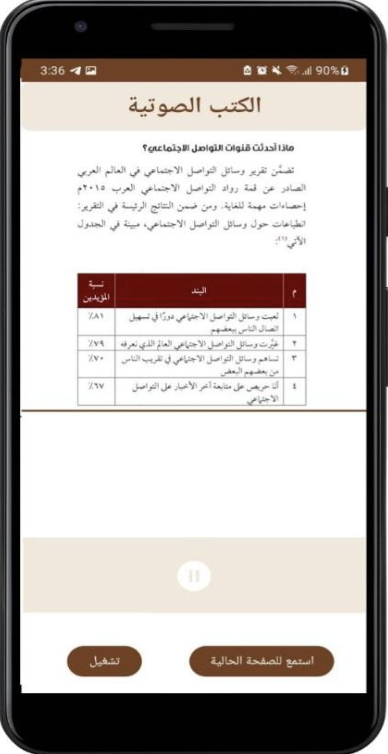 3:36 90%
الكتب الصوتية
ماذا أحدثت قنوات التواصل الاجتماعي؟
تضمَّن تقرير وسائل التواصل الاجتماعي في العالم العربي
الصادر عن قمة رواد التواصل الاجتماعي العرب ٢٠١٥م
إحصاءات مهمة للغاية. ومن ضمن النتائج الرئيسة في التقرير:
انطباعات حول وسائل التواصل الاجتماعي، مبينة في الجدول
الآتي(٦):
م البند نسبة المؤيدين
١ لعبت وسائل التواصل الاجتماعي دورًا في تسهيل اتصال الناس ببعضهم ٨١٪
٢ غيَّرت وسائل التواصل الاجتماعي العالم الذي نعرفه ٧٩٪
٣ تساهم وسائل التواصل الاجتماعي في تقريب الناس من بعضهم البعض ٧٠٪
٤ أنا حريص على متابعة آخر الأخبار على التواصل الاجتماعي ٦٧٪
استمع للصفحة الحالية
تشغيل